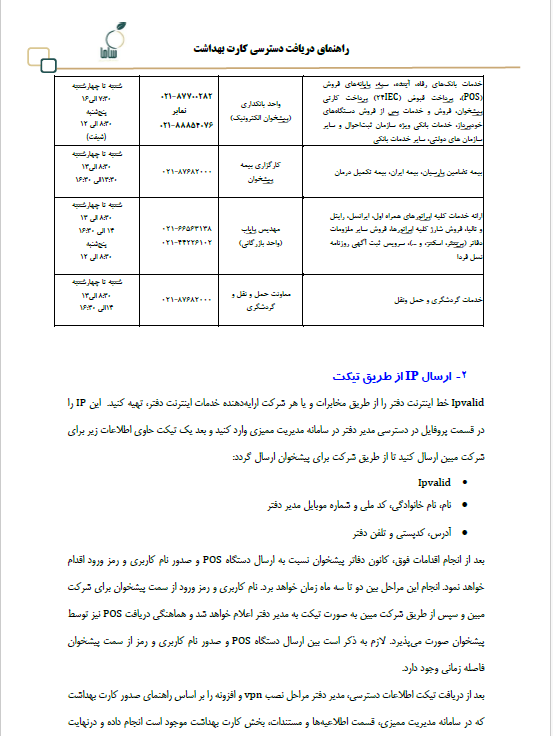 ساما
راهنمای دریافت دسترسی کارت بهداشت
خدمات بانک‌های رفاه، آینده، سپه، پایانه‌های فروش
(POS)، پرداخت قبوض (24IEC) پرداخت کارتی
پیشخوان، فروش و خدمات پس از فروش دستگاه‌های
خودپرداز، خدمات بانکی ویژه سازمان ثبت‌احوال و سایر
سازمان های دولتی، سایر خدمات بانکی
واحد بانکداری
(پیشخوان الکترونیک)
۰۲۱-۸۷۷۰۰۲۸۲
نمابر
۰۲۱-۸۸۸۵۴۰۷۶
شنبه تا چهارشنبه
۷:۳۰ الی ۱۶
پنج‌شنبه
۸:۳۰ الی ۱۲
(شیفت)
بیمه تضامین پارسیان، بیمه ایران، بیمه تکمیل درمان
کارگزاری بیمه
پیشخوان
۰۲۱-۸۷۶۸۲۰۰۰
شنبه تا چهارشنبه
۸:۳۰ الی ۱۳
۱۳:۳۰ الی ۱۶:۳۰
ارائه خدمات کلیه اپراتورهای همراه اول، ایرانسل، رایتل
و تالیا، فروش شارژ کلیه اپراتورها، فروش سایر ملزومات
دفاتر (پرینتر، اسکنر، و ...)، سرویس ثبت آگهی روزنامه
نسل فردا
مهدیس پایاب
(واحد بازرگانی)
۰۲۱-۶۶۵۶۳۱۳۸
۰۲۱-۴۴۲۲۶۱۰۲
شنبه تا چهارشنبه
۸:۳۰ الی ۱۳
۱۴ الی ۱۶:۳۰
پنج‌شنبه
۸:۳۰ الی ۱۲
خدمات گردشگری و حمل ونقل
معاونت حمل و نقل و
گردشگری
۰۲۱-۸۷۶۸۲۰۰۰
شنبه تا چهارشنبه
۸:۳۰ الی ۱۳
۱۴ الی ۱۶:۳۰
۲- ارسال IP از طریق تیکت
Ipvalid خط اینترنت دفتر را از طریق مخابرات و یا هر شرکت ارایه‌دهنده خدمات اینترنت دفتر، تهیه کنید. این IP را
در قسمت پروفایل در دسترسی مدیر دفتر در سامانه مدیریت ممیزی وارد کنید و بعد یک تیکت حاوی اطلاعات زیر برای
شرکت مبین ارسال کنید تا از طریق شرکت برای پیشخوان ارسال گردد:
• Ipvalid
• نام، نام خانوادگی، کد ملی و شماره موبایل مدیر دفتر
• آدرس، کدپستی و تلفن دفتر
بعد از انجام اقدامات فوق، کانون دفاتر پیشخوان نسبت به ارسال دستگاه POS و صدور نام کاربری و رمز ورود اقدام
خواهد نمود. انجام این مراحل بین دو تا سه ماه زمان خواهد برد. نام کاربری و رمز ورود از سمت پیشخوان برای شرکت
مبین و سپس از طریق شرکت مبین به صورت تیکت به مدیر دفتر اعلام خواهد شد و هماهنگی دریافت POS نیز توسط
پیشخوان صورت می‌پذیرد. لازم به ذکر است بین ارسال دستگاه POS و صدور نام کاربری و رمز از سمت پیشخوان
فاصله زمانی وجود دارد.
بعد از دریافت تیکت اطلاعات دسترسی، مدیر دفتر مراحل نصب vpn و افزونه را بر اساس راهنمای صدور کارت بهداشت
که در سامانه مدیریت ممیزی، قسمت اطلاعیه‌ها و مستندات، بخش کارت بهداشت موجود است انجام داده و درنهایت